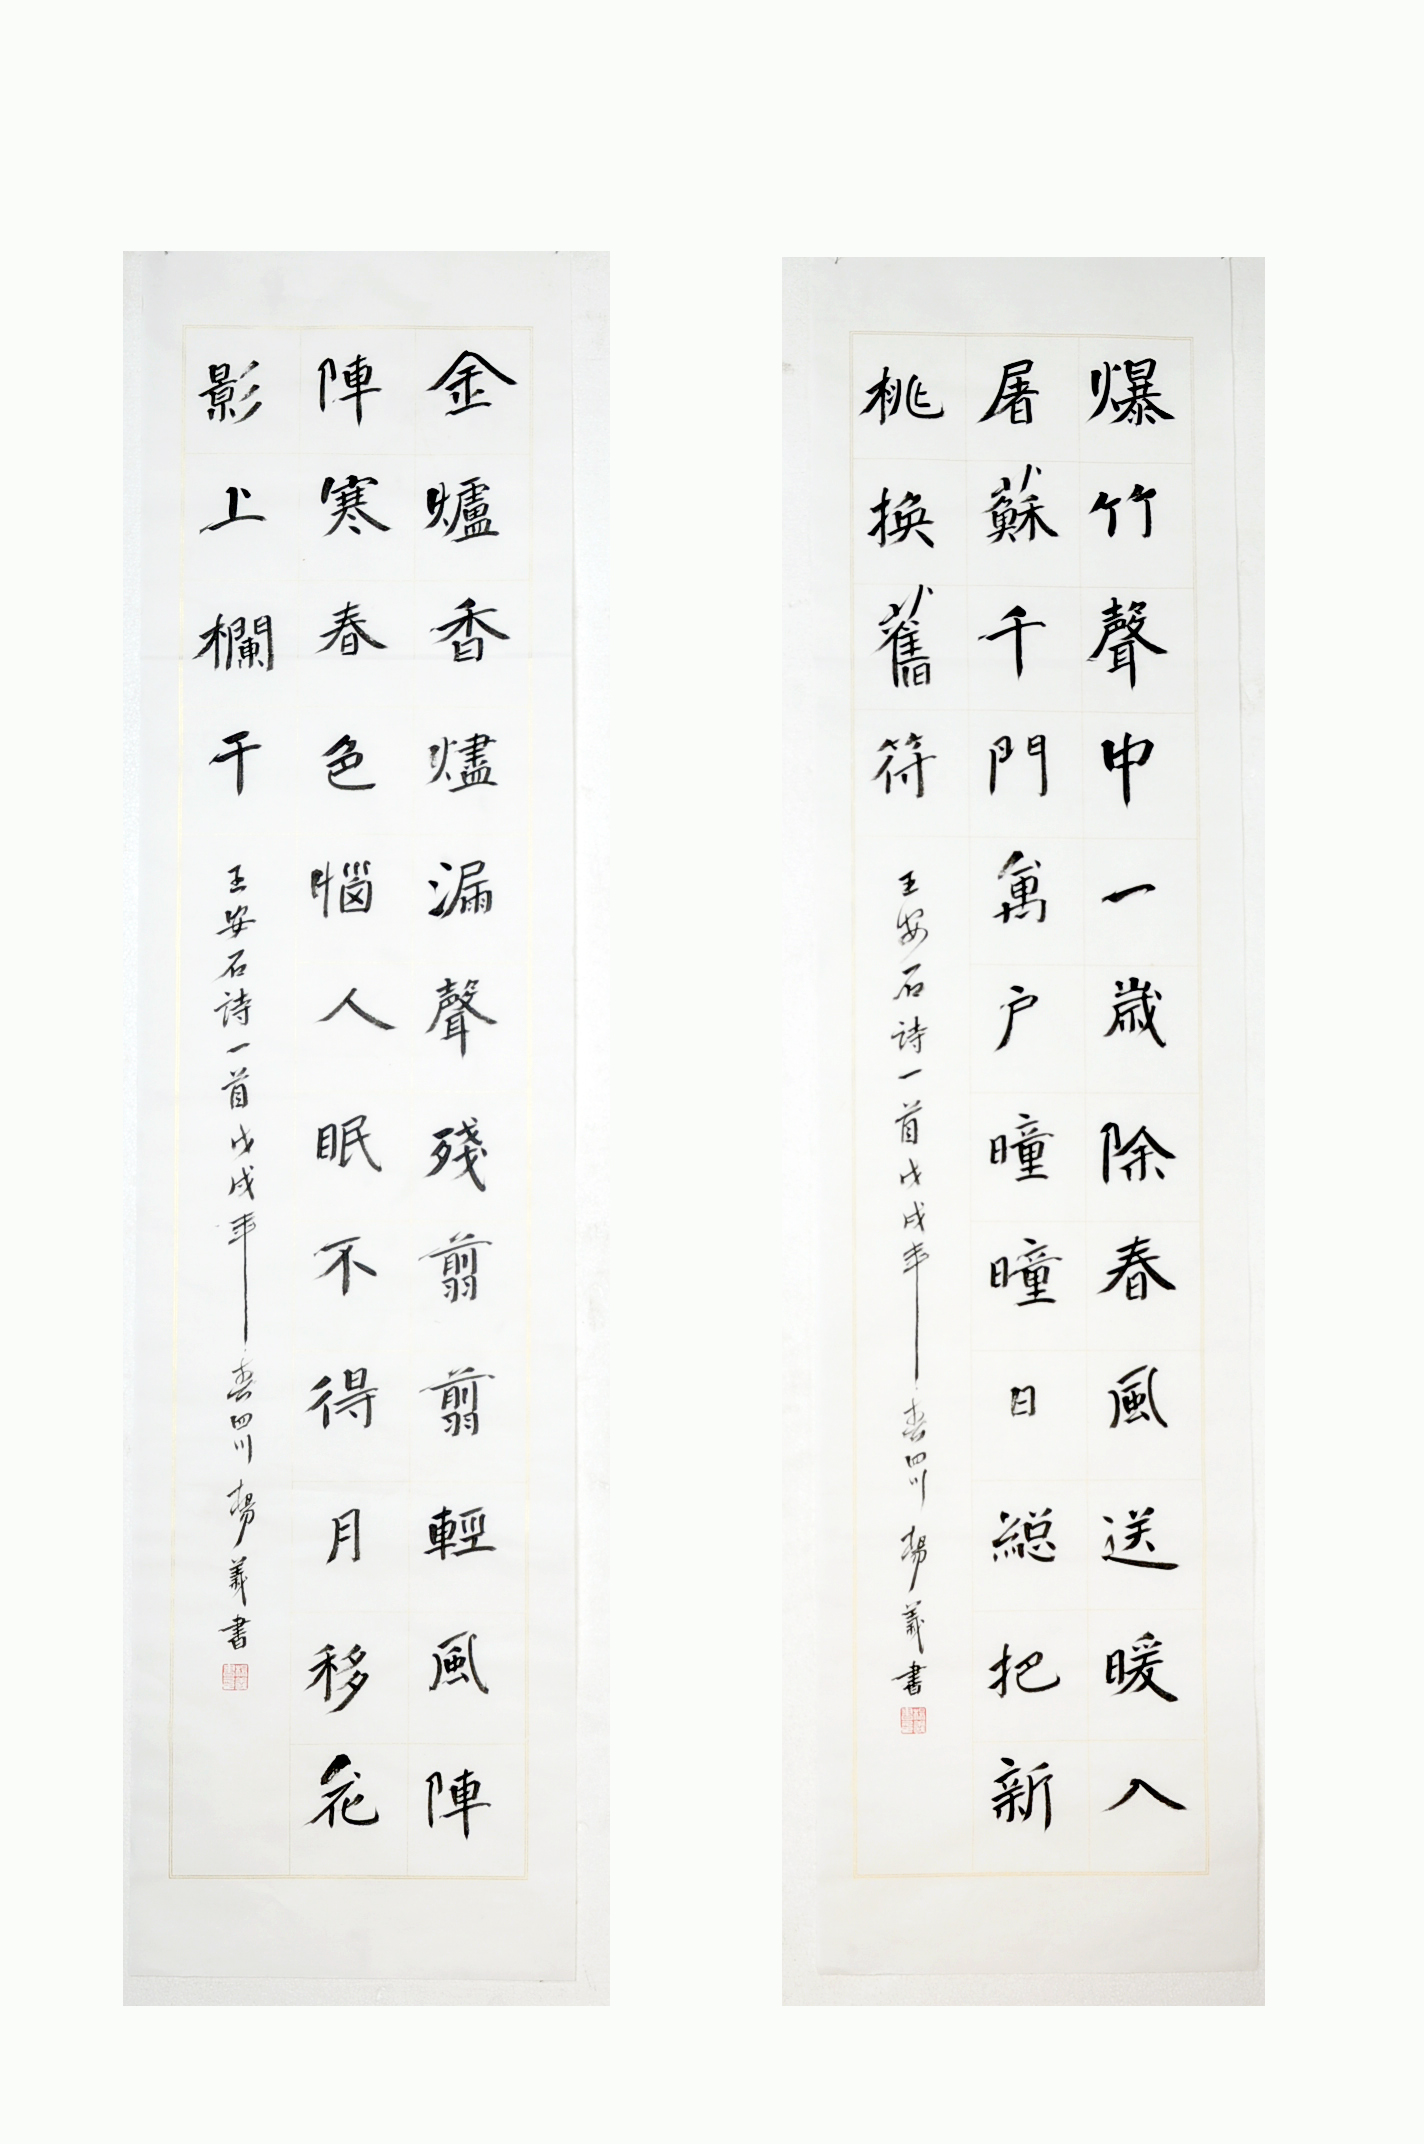 爆竹聲中一歲除春風送暖入
屠蘇千門萬户曈曈日總把新
桃換舊符
王安石詩一首戊戌年春四川楊義書
金爐香燼漏聲殘翦翦輕風陣
陣寒春色惱人眠不得月移花
影上欄干
王安石詩一首戊戌年春四川楊義書